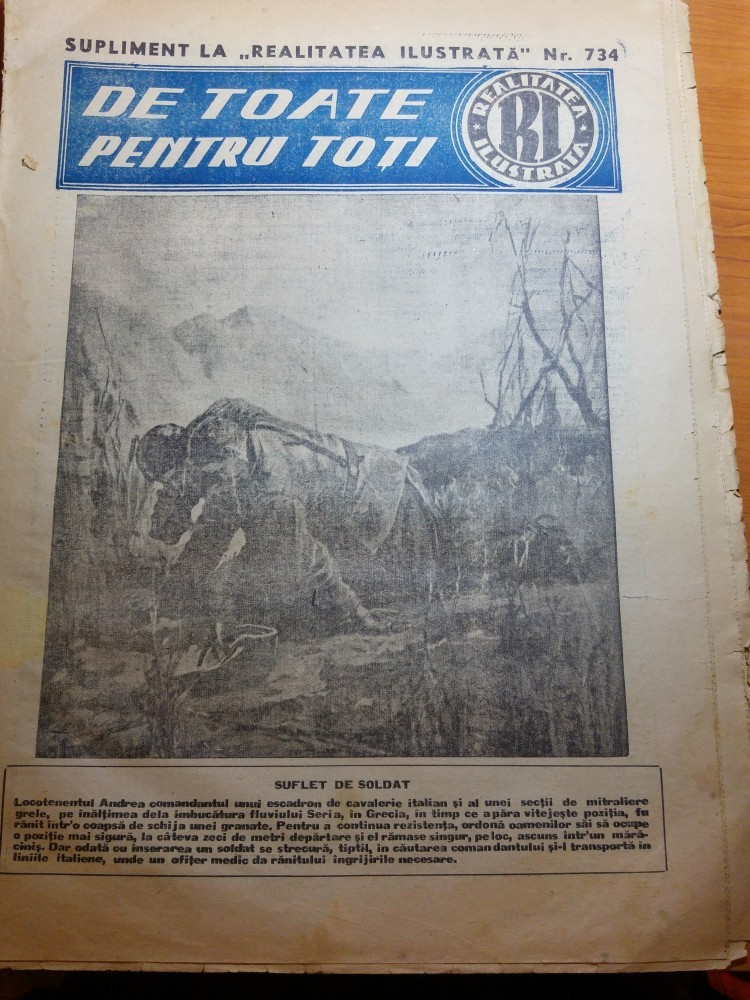 SUPLIMENT LA „REALITATEA ILUSTRATĂ" Nr. 734
DE TOATE
PENTRU TOȚI
REALITATEA
RI
ILUSTRATA
SUFLET DE SOLDAT
Locotenentul Andrea comandantul unui escadron de cavalerie italian și al unei secții de mitraliere
grele, pe înălțimea dela îmbucătura fluviului Seria, în Grecia, în timp ce apăra vitejește poziția, fu
rănit într'o coapsă de schija unei granate. Pentru a continua rezistența, ordonă oamenilor săi să ocupe
o poziție mai sigură, la câteva zeci de metri depărtare și el rămase singur, pe loc, ascuns într'un mără-
ciniș. Dar odată cu înserarea un soldat se strecură, tiptil, în căutarea comandantului și-l transportă în
liniile italiene, unde un ofițer medic da rănitului îngrijirile necesare.